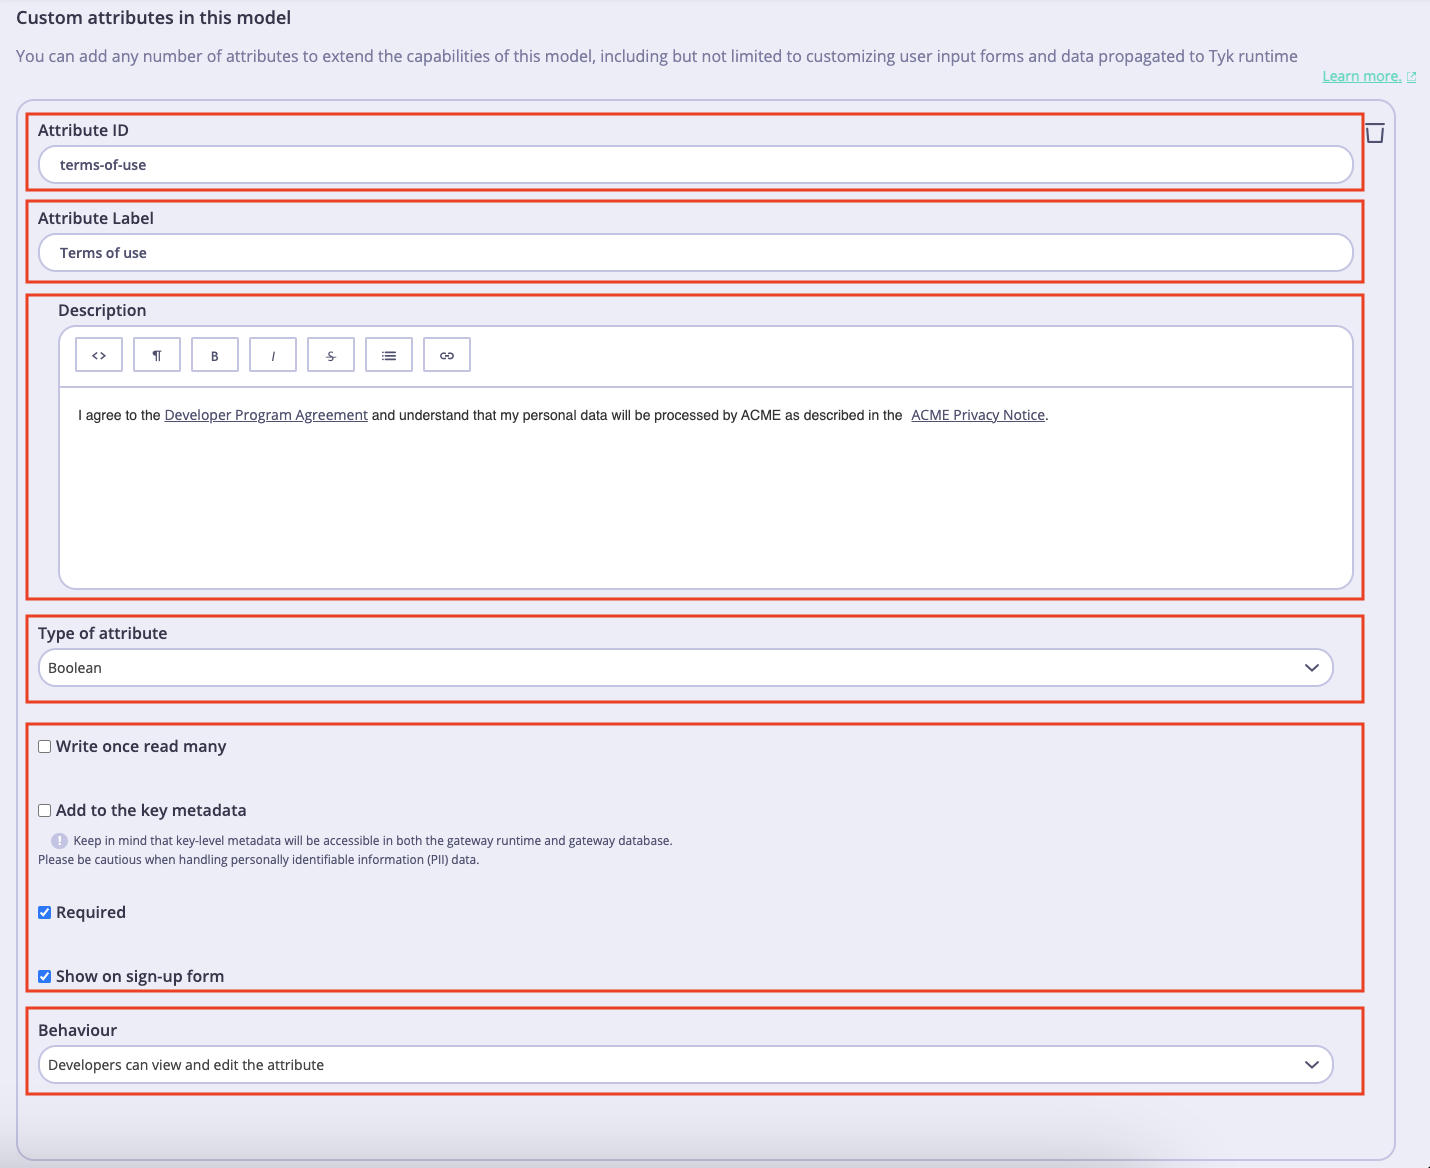 Custom attributes in this model
You can add any number of attributes to extend the capabilities of this model, including but not limited to customizing user input forms and data propagated to Tyk runtime
Learn more.
Attribute ID
terms-of-use
Attribute Label
Terms of use
Description
<> ¶ B I S
I agree to the Developer Program Agreement and understand that my personal data will be processed by ACME as described in the ACME Privacy Notice.
Type of attribute
Boolean
Write once read many
Add to the key metadata
! Keep in mind that key-level metadata will be accessible in both the gateway runtime and gateway database.
Please be cautious when handling personally identifiable information (PII) data.
Required
Show on sign-up form
Behaviour
Developers can view and edit the attribute